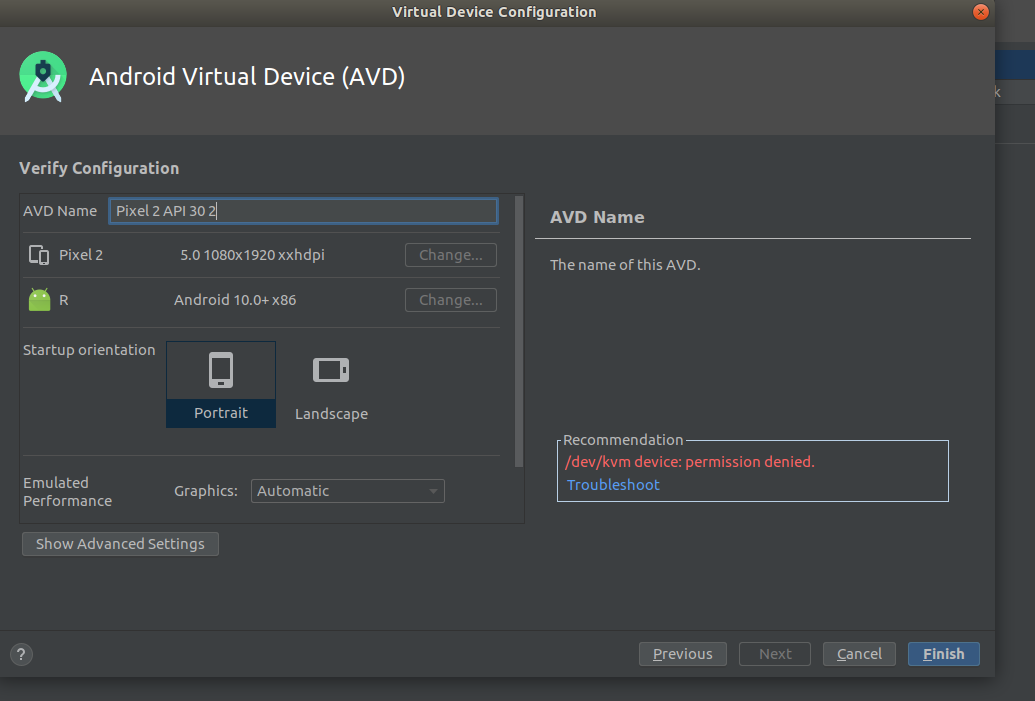 Virtual Device Configuration
Android Virtual Device (AVD)
k
Verify Configuration
AVD Name Pixel 2 API 30 2
Pixel 2 5.0 1080x1920 xxhdpi Change...
R Android 10.0+ x86 Change...
Startup orientation
Portrait
Landscape
Emulated
Performance
Graphics: Automatic
Show Advanced Settings
AVD Name
The name of this AVD.
Recommendation
/dev/kvm device: permission denied.
Troubleshoot
? Previous Next Cancel Finish